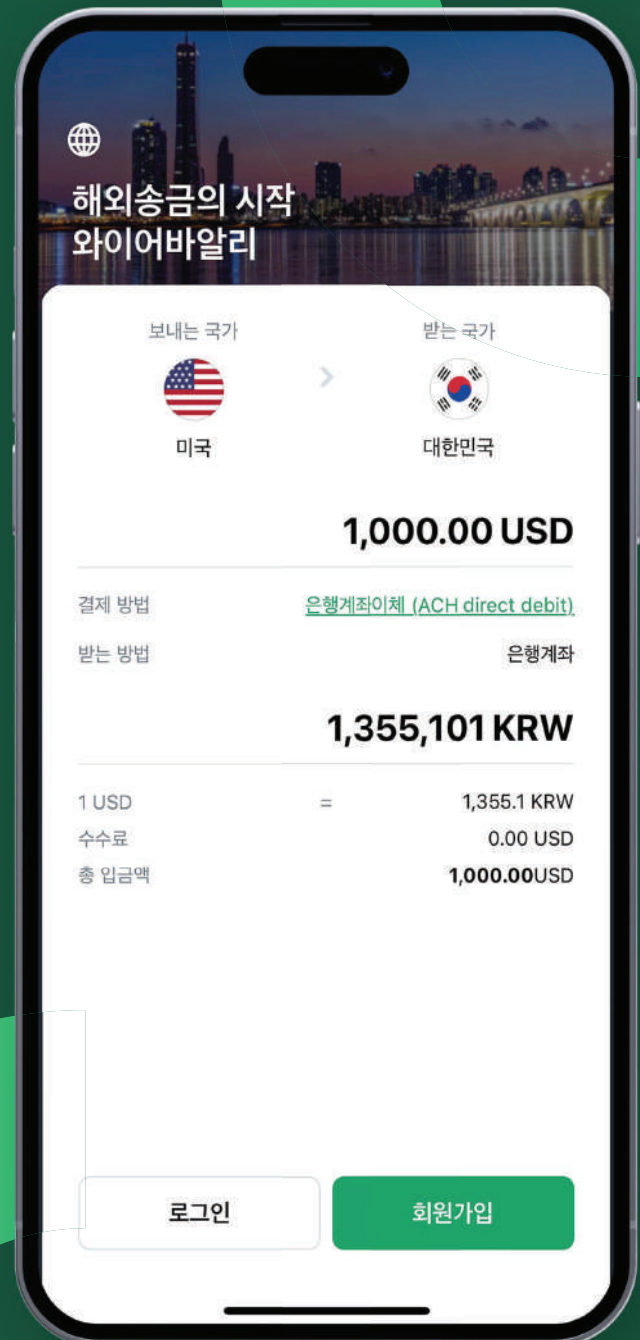 해외송금의 시작
와이어바알리
보내는 국가
받는 국가
미국
대한민국
1,000.00 USD
결제 방법 은행계좌이체 (ACH direct debit)
받는 방법 은행계좌
1,355,101 KRW
1 USD = 1,355.1 KRW
수수료 0.00 USD
총 입금액 1,000.00USD
로그인 회원가입